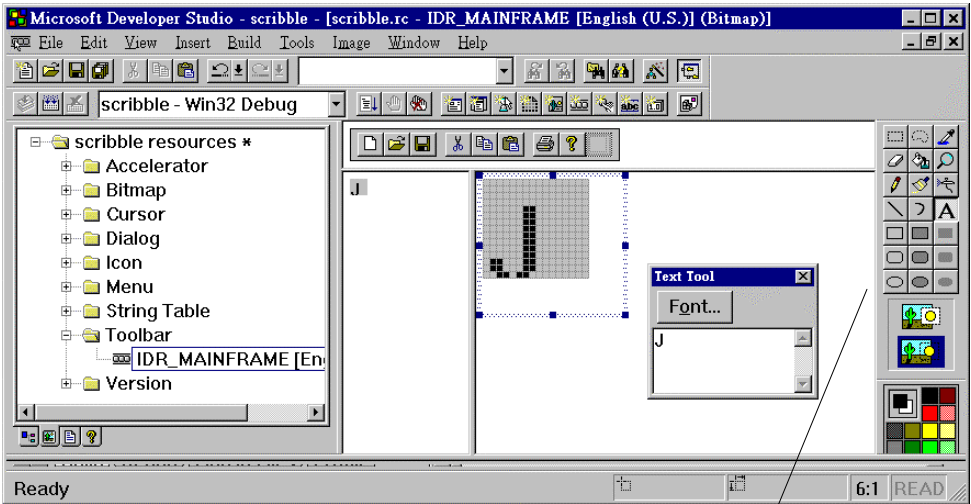 Microsoft Developer Studio - scribble - [scribble.rc - IDR_MAINFRAME [English (U.S.)] (Bitmap)]
File Edit View Insert Build Tools Image Window Help
scribble - Win32 Debug
scribble resources *
Accelerator
Bitmap
Cursor
Dialog
Icon
Menu
String Table
Toolbar
IDR_MAINFRAME [En
Version
J
J
Text Tool
Font...
J
A
Ready
6:1 READ